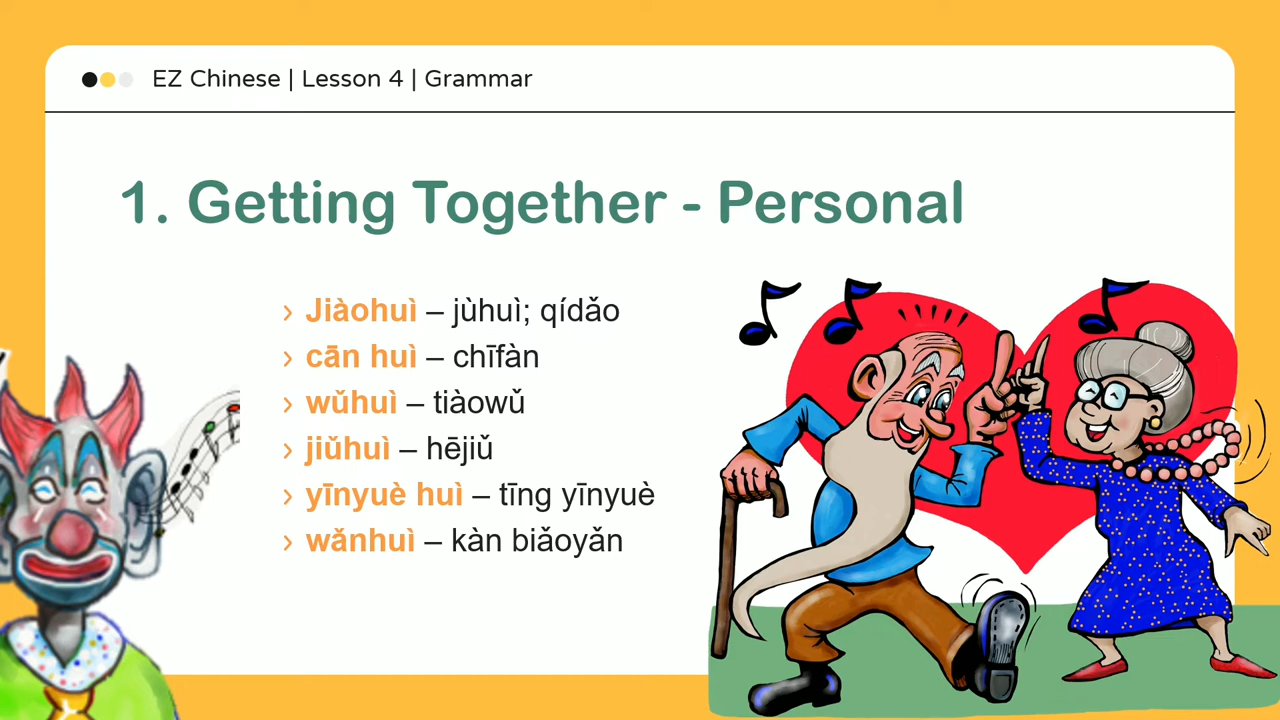 EZ Chinese | Lesson 4 | Grammar
1. Getting Together - Personal
› Jiàohuì – jùhuì; qídǎo
› cān huì – chīfàn
› wǔhuì – tiàowǔ
› jiǔhuì – hējiǔ
› yīnyuè huì – tīng yīnyuè
› wǎnhuì – kàn biǎoyǎn